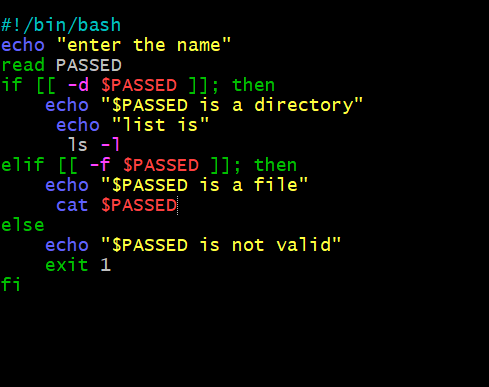 #!/bin/bash
echo "enter the name"
read PASSED
if [[ -d $PASSED ]]; then
    echo "$PASSED is a directory"
     echo "list is"
      ls -l
elif [[ -f $PASSED ]]; then
    echo "$PASSED is a file"
     cat $PASSED
else
    echo "$PASSED is not valid"
    exit 1
fi